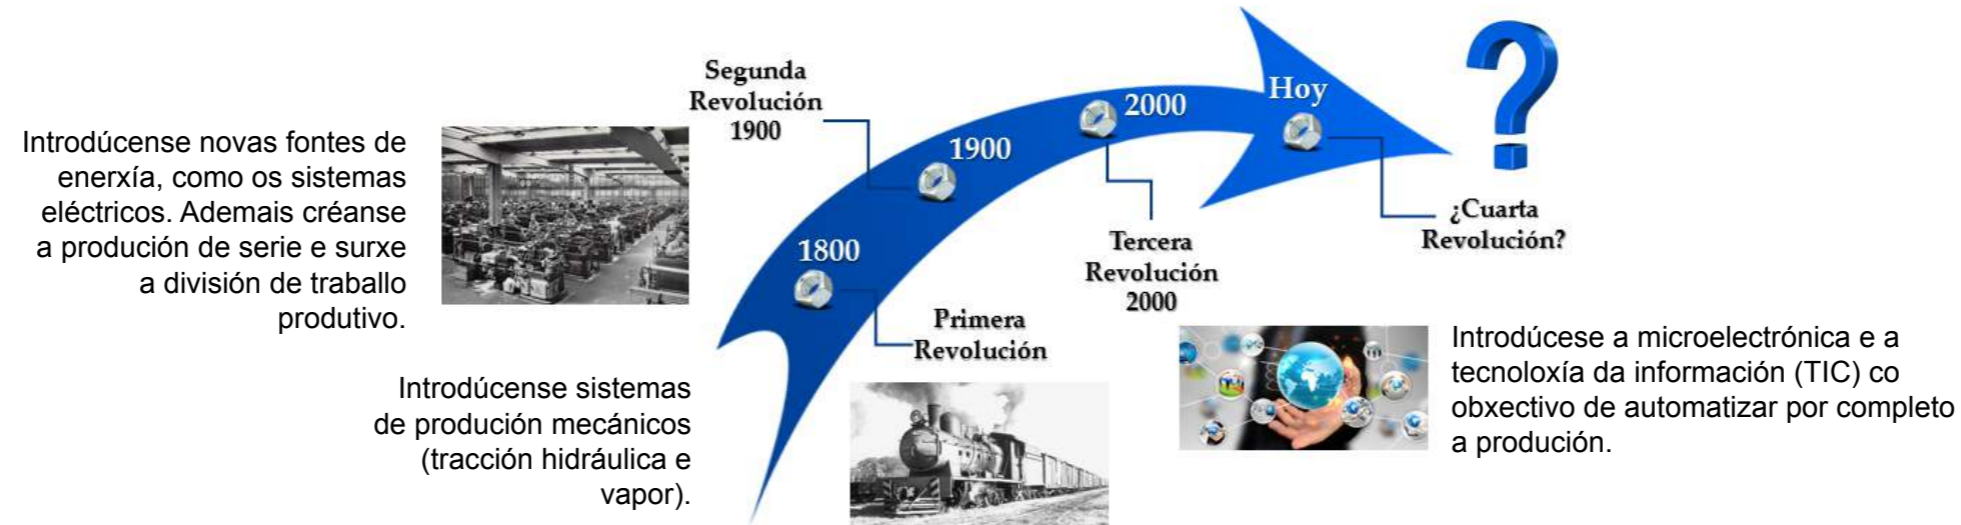 Introdúcense novas fontes de
enerxía, como os sistemas
eléctricos. Ademais créanse
a produción de serie e surxe
a división de traballo
produtivo.
Segunda
Revolución
1900
1900
2000
Hoy
¿Cuarta
Revolución?
1800
Tercera
Revolución
2000
Primera
Revolución
Introdúcense sistemas
de produción mecánicos
(tracción hidráulica e
vapor).
Introdúcese a microelectrónica e a
tecnoloxía da información (TIC) co
obxectivo de automatizar por completo
a produción.
?